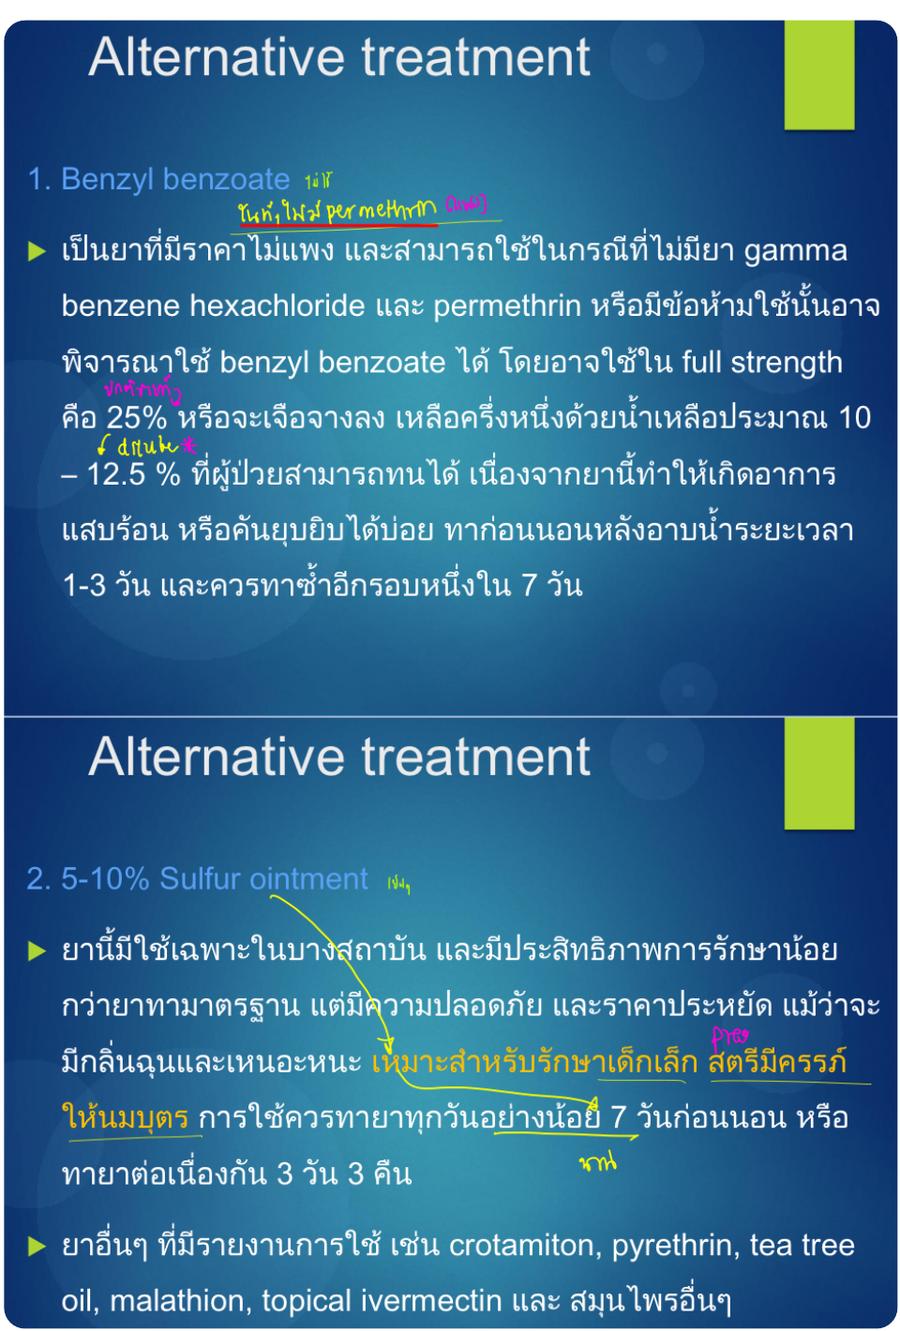 Alternative treatment
1. Benzyl benzoate
ในที่ๆไม่มี permethrin
เป็นยาที่มีราคาไม่แพง และสามารถใช้ในกรณีที่ไม่มียา gamma
benzene hexachloride และ permethrin หรือมีข้อห้ามใช้นั้นอาจ
พิจารณาใช้ benzyl benzoate ได้ โดยอาจใช้ใน full strength
คือ 25% หรือจะเจือจางลง เหลือครึ่งหนึ่งด้วยน้ำเหลือประมาณ 10
dilute*
– 12.5 % ที่ผู้ป่วยสามารถทนได้ เนื่องจากยานี้ทำให้เกิดอาการ
แสบร้อน หรือคันยุบยิบได้บ่อย ทาก่อนนอนหลังอาบน้ำระยะเวลา
1-3 วัน และควรทาซ้ำอีกรอบหนึ่งใน 7 วัน
Alternative treatment
2. 5-10% Sulfur ointment
ยานี้มีใช้เฉพาะในบางสถาบัน และมีประสิทธิภาพการรักษาน้อย
กว่ายาทามาตรฐาน แต่มีความปลอดภัย และราคาประหยัด แม้ว่าจะ
preg
มีกลิ่นฉุนและเหนอะหนะ เหมาะสำหรับรักษาเด็กเล็ก สตรีมีครรภ์
ให้นมบุตร การใช้ควรทายาทุกวันอย่างน้อย 7 วันก่อนนอน หรือ
นาน
ทายาต่อเนื่องกัน 3 วัน 3 คืน
ยาอื่นๆ ที่มีรายงานการใช้ เช่น crotamiton, pyrethrin, tea tree
oil, malathion, topical ivermectin และ สมุนไพรอื่นๆ